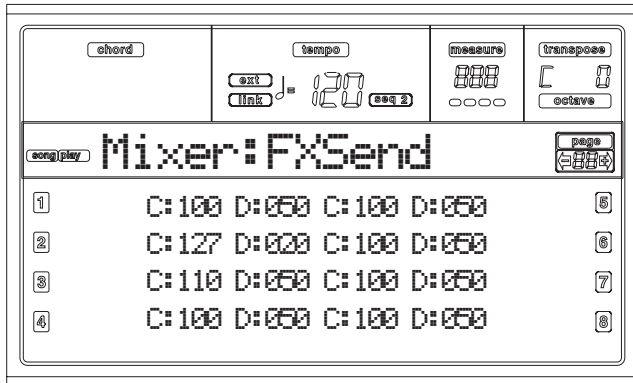 chord tempo measure transpose
ext link ♩= 120 seq 2 888 C 0 octave
song play Mixer:FXSend page 88
1 C:100 D:050 C:100 D:050 5
2 C:127 D:020 C:100 D:050 6
3 C:110 D:050 C:100 D:050 7
4 C:100 D:050 C:100 D:050 8